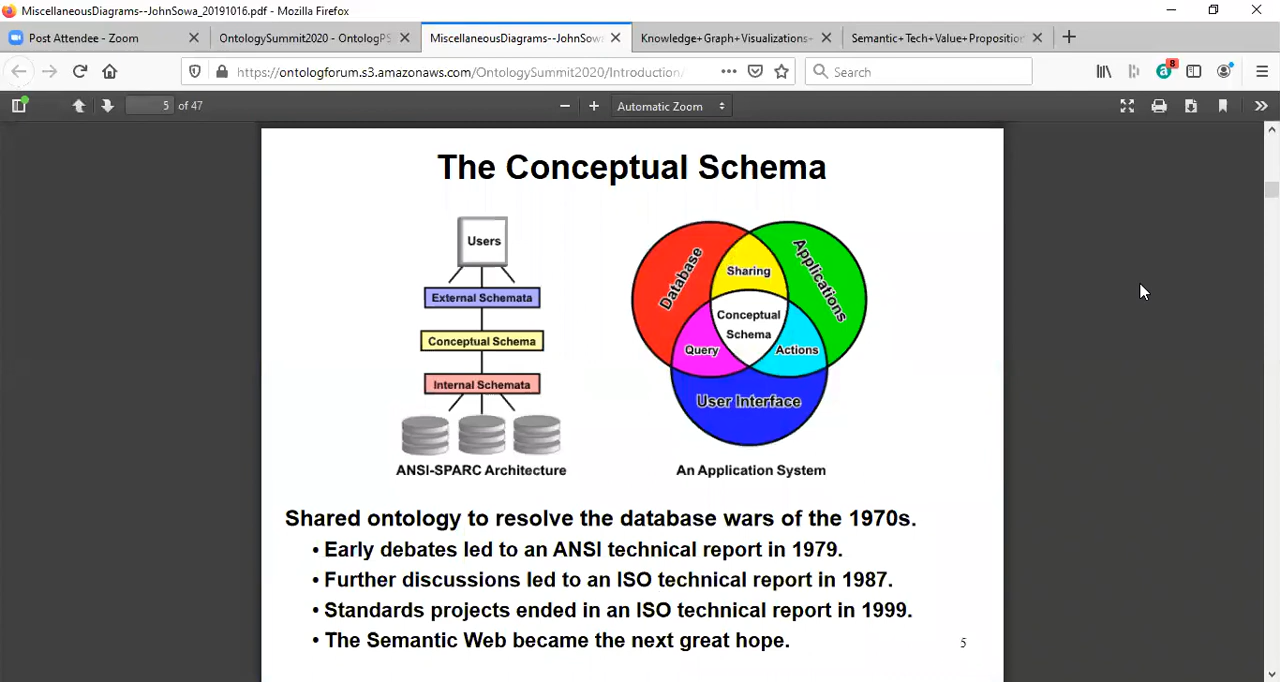 MiscellaneousDiagrams--JohnSowa_20191016.pdf - Mozilla Firefox
Post Attendee - Zoom
OntologySummit2020 - OntologPS
MiscellaneousDiagrams--JohnSowa
Knowledge+Graph+Visualizations-
Semantic+Tech+Value+Proposition
https://ontologforum.s3.amazonaws.com/OntologySummit2020/Introduction/
Search
8
5 of 47
Automatic Zoom
The Conceptual Schema
Users
External Schemata
Conceptual Schema
Internal Schemata
ANSI-SPARC Architecture
Database
Applications
Sharing
Conceptual
Schema
Query
Actions
User Interface
An Application System
Shared ontology to resolve the database wars of the 1970s.
• Early debates led to an ANSI technical report in 1979.
• Further discussions led to an ISO technical report in 1987.
• Standards projects ended in an ISO technical report in 1999.
• The Semantic Web became the next great hope.
5